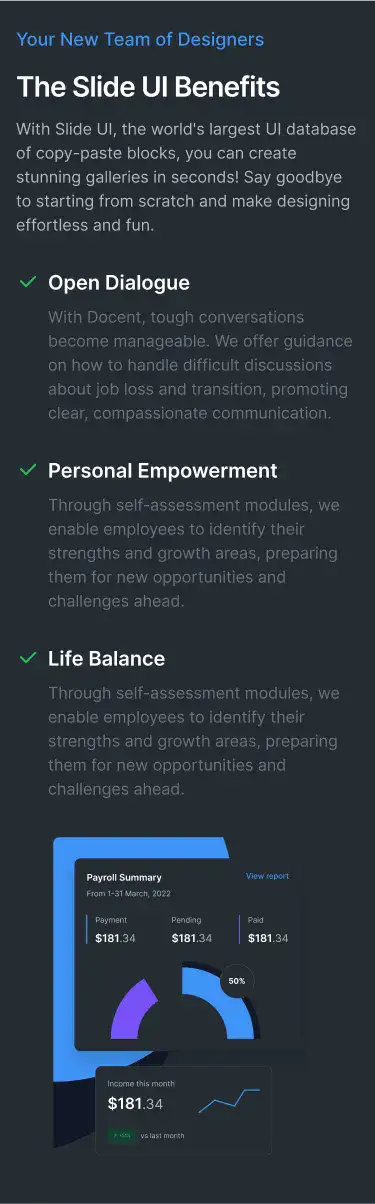 Your New Team of Designers
The Slide UI Benefits
With Slide UI, the world's largest UI database
of copy-paste blocks, you can create
stunning galleries in seconds! Say goodbye
to starting from scratch and make designing
effortless and fun.
Open Dialogue
With Docent, tough conversations
become manageable. We offer guidance
on how to handle difficult discussions
about job loss and transition, promoting
clear, compassionate communication.
Personal Empowerment
Through self-assessment modules, we
enable employees to identify their
strengths and growth areas, preparing
them for new opportunities and
challenges ahead.
Life Balance
Through self-assessment modules, we
enable employees to identify their
strengths and growth areas, preparing
them for new opportunities and
challenges ahead.
Payroll Summary View report
From 1-31 March, 2022
Payment Pending Paid
$181.34 $181.34 $181.34
50%
Income this month
$181.34
vs last month